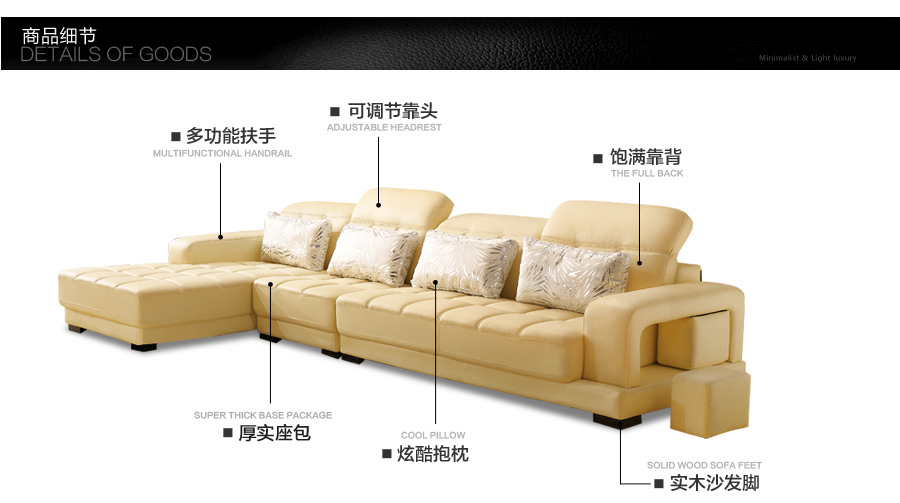 商品细节
DETAILS OF GOODS
Minimalist & Light luxury
■ 可调节靠头
ADJUSTABLE HEADREST
■ 多功能扶手
MULTIFUNCTIONAL HANDRAIL
■ 饱满靠背
THE FULL BACK
SUPER THICK BASE PACKAGE
■ 厚实座包
COOL PILLOW
■ 炫酷抱枕
SOLID WOOD SOFA FEET
■ 实木沙发脚